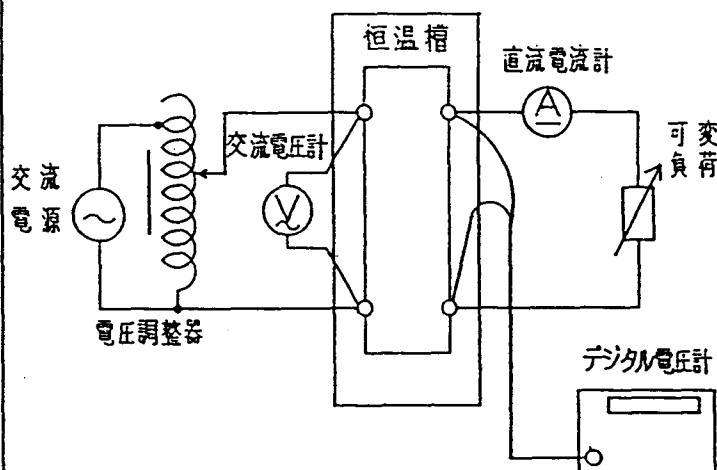 恒温槽
直流電流計
A
可変
負荷
交流電圧計
V
交流
電源
電圧調整器
デジタル電圧計